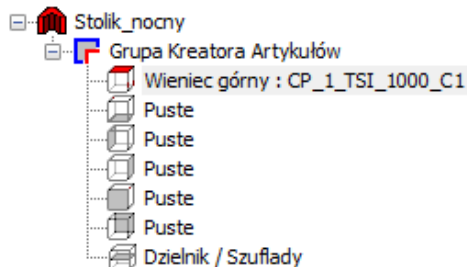 Stolik_nocny
Grupa Kreatora Artykułów
Wieniec górny : CP_1_TSI_1000_C1
Puste
Puste
Puste
Puste
Puste
Dzielnik / Szuflady